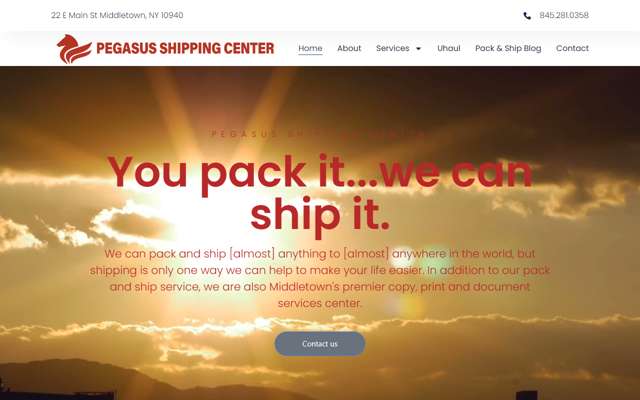 22 E Main St Middletown, NY 10940
845.281.0358
PEGASUS SHIPPING CENTER
Home About Services Uhaul Pack & Ship Blog Contact
PEGASUS SHIPPING CENTER
You pack it...we can
ship it.
We can pack and ship [almost] anything to [almost] anywhere in the world, but
shipping is only one way we can help to make your life easier. In addition to our pack
and ship service, we are also Middletown's premier copy, print and document
services center.
Contact us